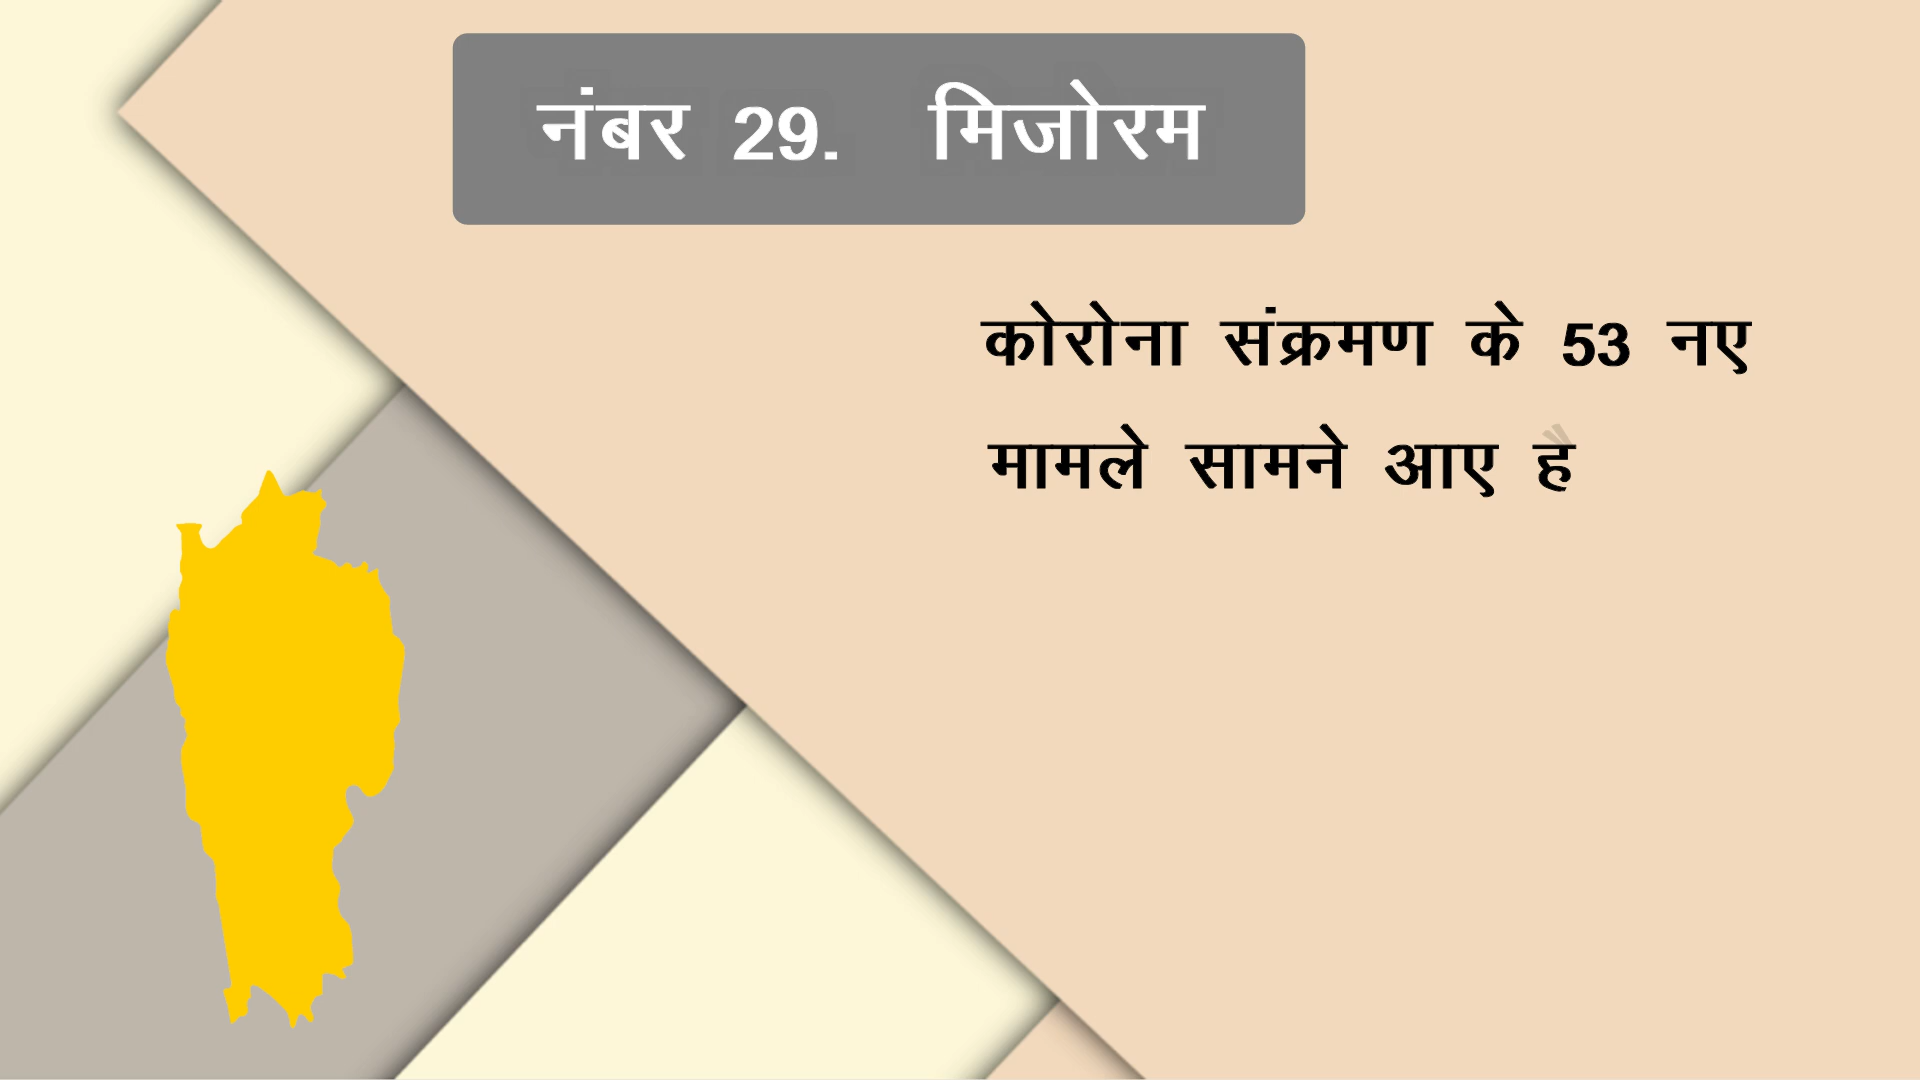 नंबर 29. मिजोरम
कोरोना संक्रमण के 53 नए
मामले सामने आए है